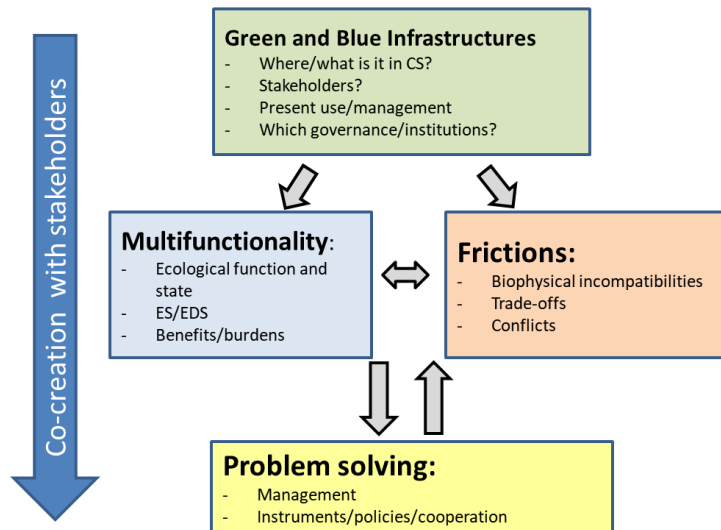 Co-creation with stakeholders
Green and Blue Infrastructures
- Where/what is it in CS?
- Stakeholders?
- Present use/management
- Which governance/institutions?
Multifunctionality:
- Ecological function and
state
- ES/EDS
- Benefits/burdens
Frictions:
- Biophysical incompatibilities
- Trade-offs
- Conflicts
Problem solving:
- Management
- Instruments/policies/cooperation